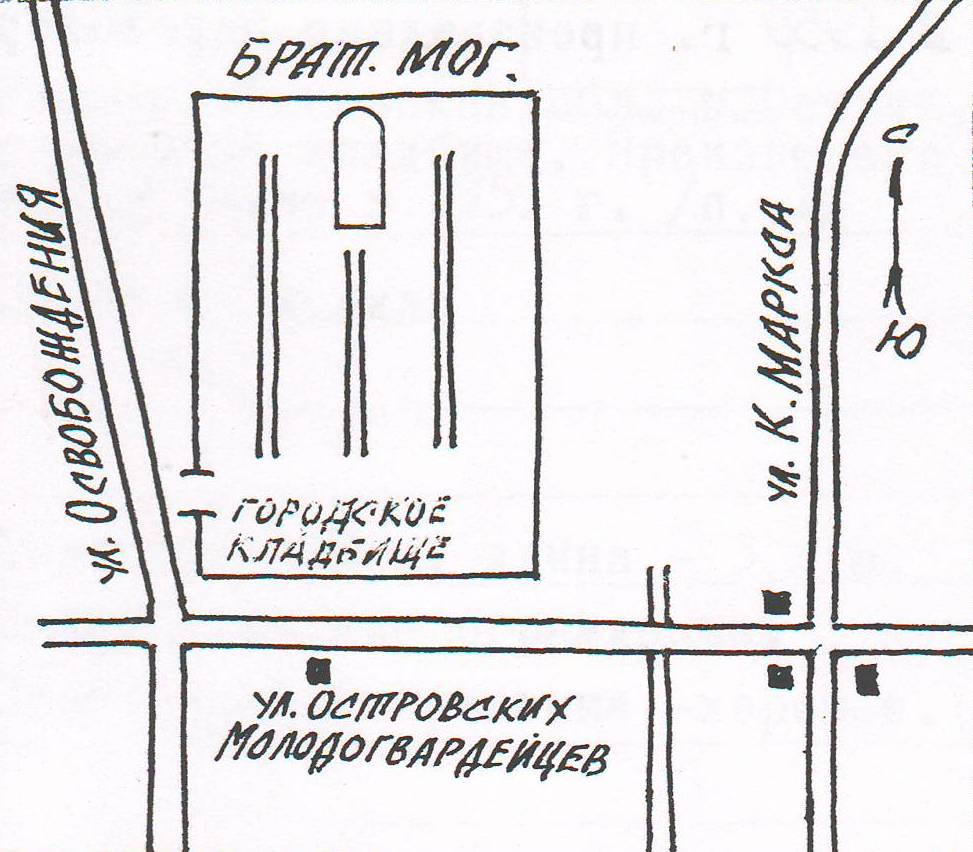 БРАТ. МОГ.
С
Ю
ул. ОСВОБОЖДЕНИЯ
ул. К. МАРКСА
ГОРОДСКОЕ
КЛАДБИЩЕ
ул. ОСТРОВСКИХ
МОЛОДОГВАРДЕЙЦЕВ